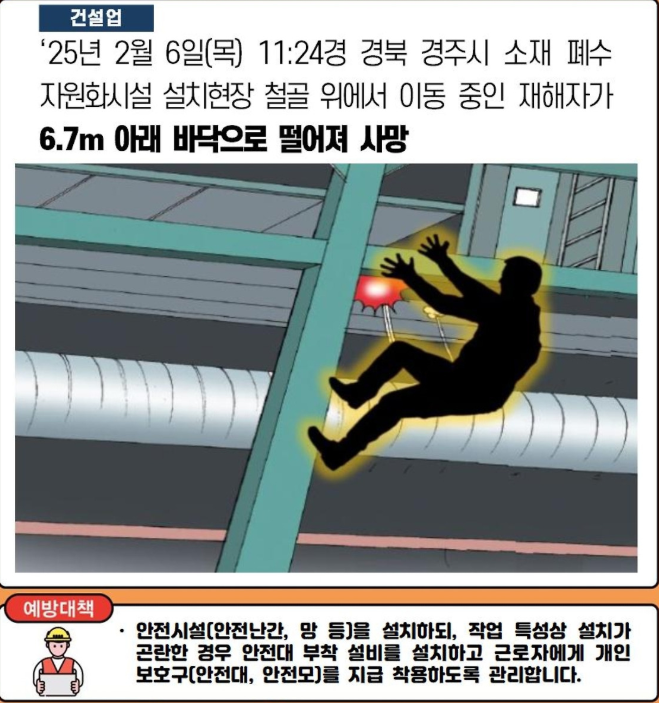 건설업
‘25년 2월 6일(목) 11:24경 경북 경주시 소재 폐수
자원화시설 설치현장 철골 위에서 이동 중인 재해자가
6.7m 아래 바닥으로 떨어져 사망
예방대책
· 안전시설(안전난간, 망 등)을 설치하되, 작업 특성상 설치가
곤란한 경우 안전대 부착 설비를 설치하고 근로자에게 개인
보호구(안전대, 안전모)를 지급 착용하도록 관리합니다.